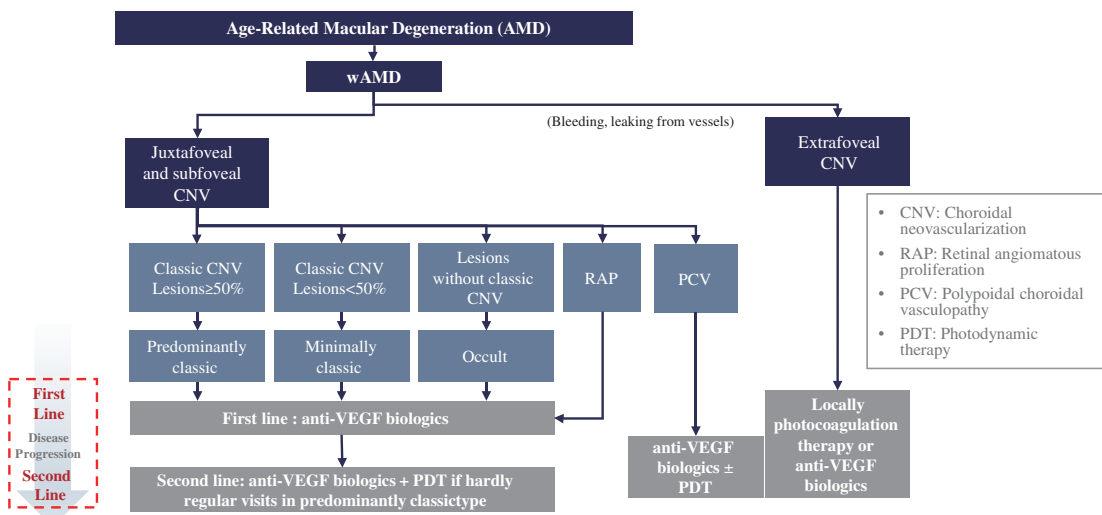 Age-Related Macular Degeneration (AMD)
wAMD
(Bleeding, leaking from vessels)
Juxtafoveal
and subfoveal
CNV
Extrafoveal
CNV
• CNV: Choroidal
neovascularization
• RAP: Retinal angiomatous
proliferation
• PCV: Polypoidal choroidal
vasculopathy
• PDT: Photodynamic
therapy
Classic CNV
Lesions≥50%
Classic CNV
Lesions<50%
Lesions
without classic
CNV
RAP
PCV
Predominantly
classic
Minimally
classic
Occult
First
Line
Disease
Progression
Second
Line
First line : anti-VEGF biologics
Second line: anti-VEGF biologics + PDT if hardly
regular visits in predominantly classictype
anti-VEGF
biologics ±
PDT
Locally
photocoagulation
therapy or
anti-VEGF
biologics